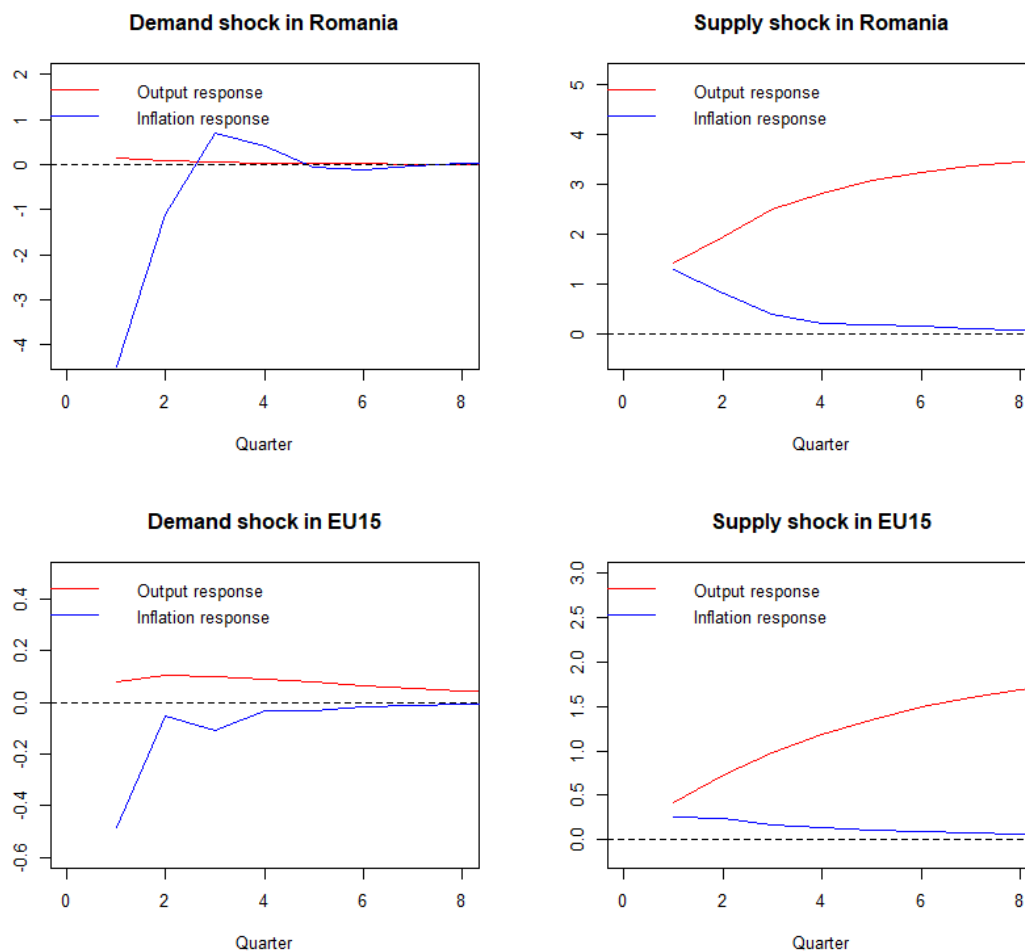 Demand shock in Romania
Output response
Inflation response
2
1
0
-1
-2
-3
-4
0 2 4 6 8
Quarter
Supply shock in Romania
Output response
Inflation response
5
4
3
2
1
0
0 2 4 6 8
Quarter
Demand shock in EU15
Output response
Inflation response
0.4
0.2
0.0
-0.2
-0.4
-0.6
0 2 4 6 8
Quarter
Supply shock in EU15
Output response
Inflation response
3.0
2.5
2.0
1.5
1.0
0.5
0.0
0 2 4 6 8
Quarter